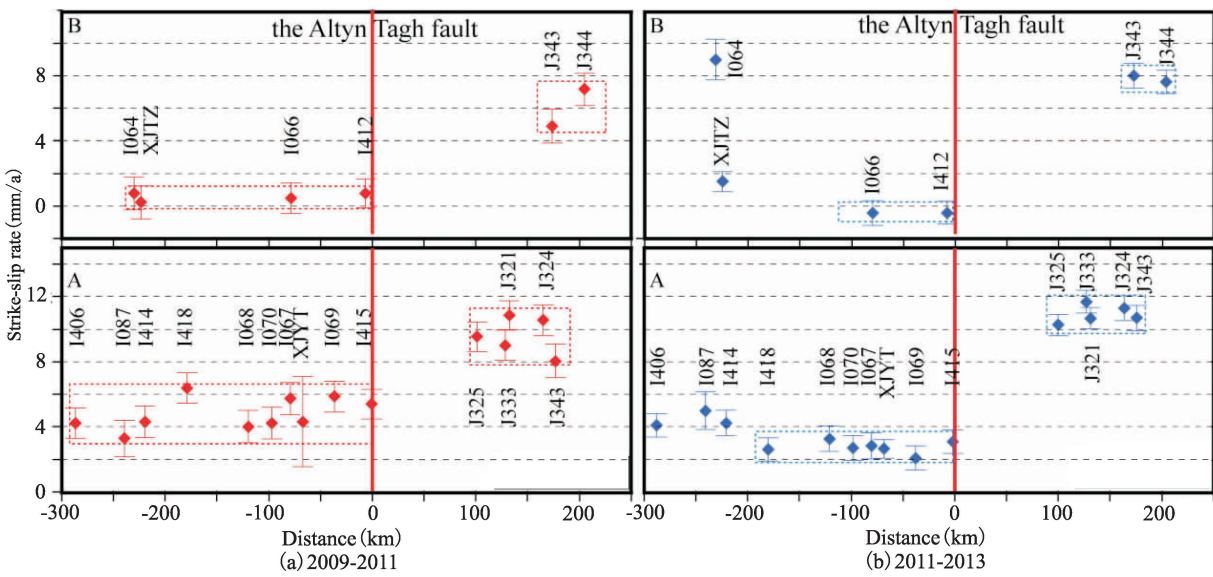 B the Altyn Tagh fault
J343 J344
I064 XJTZ I066 I412
8
4
0
A
J321 J324
I406 I087 I414 I418 I068 I070 I067 XJYT I069 I415
J325 J333 J343
12
8
4
0
Strike-slip rate (mm/a)
-300 -200 -100 0 100 200
Distance (km)
(a) 2009-2011
B the Altyn Tagh fault
I064 J343 J344
XJTZ I066 I412
A
J325 J333 J324 J343
I406 I087 I414 I418 I068 I070 I067 XJYT I069 I415 J321
-300 -200 -100 0 100 200
Distance (km)
(b) 2011-2013